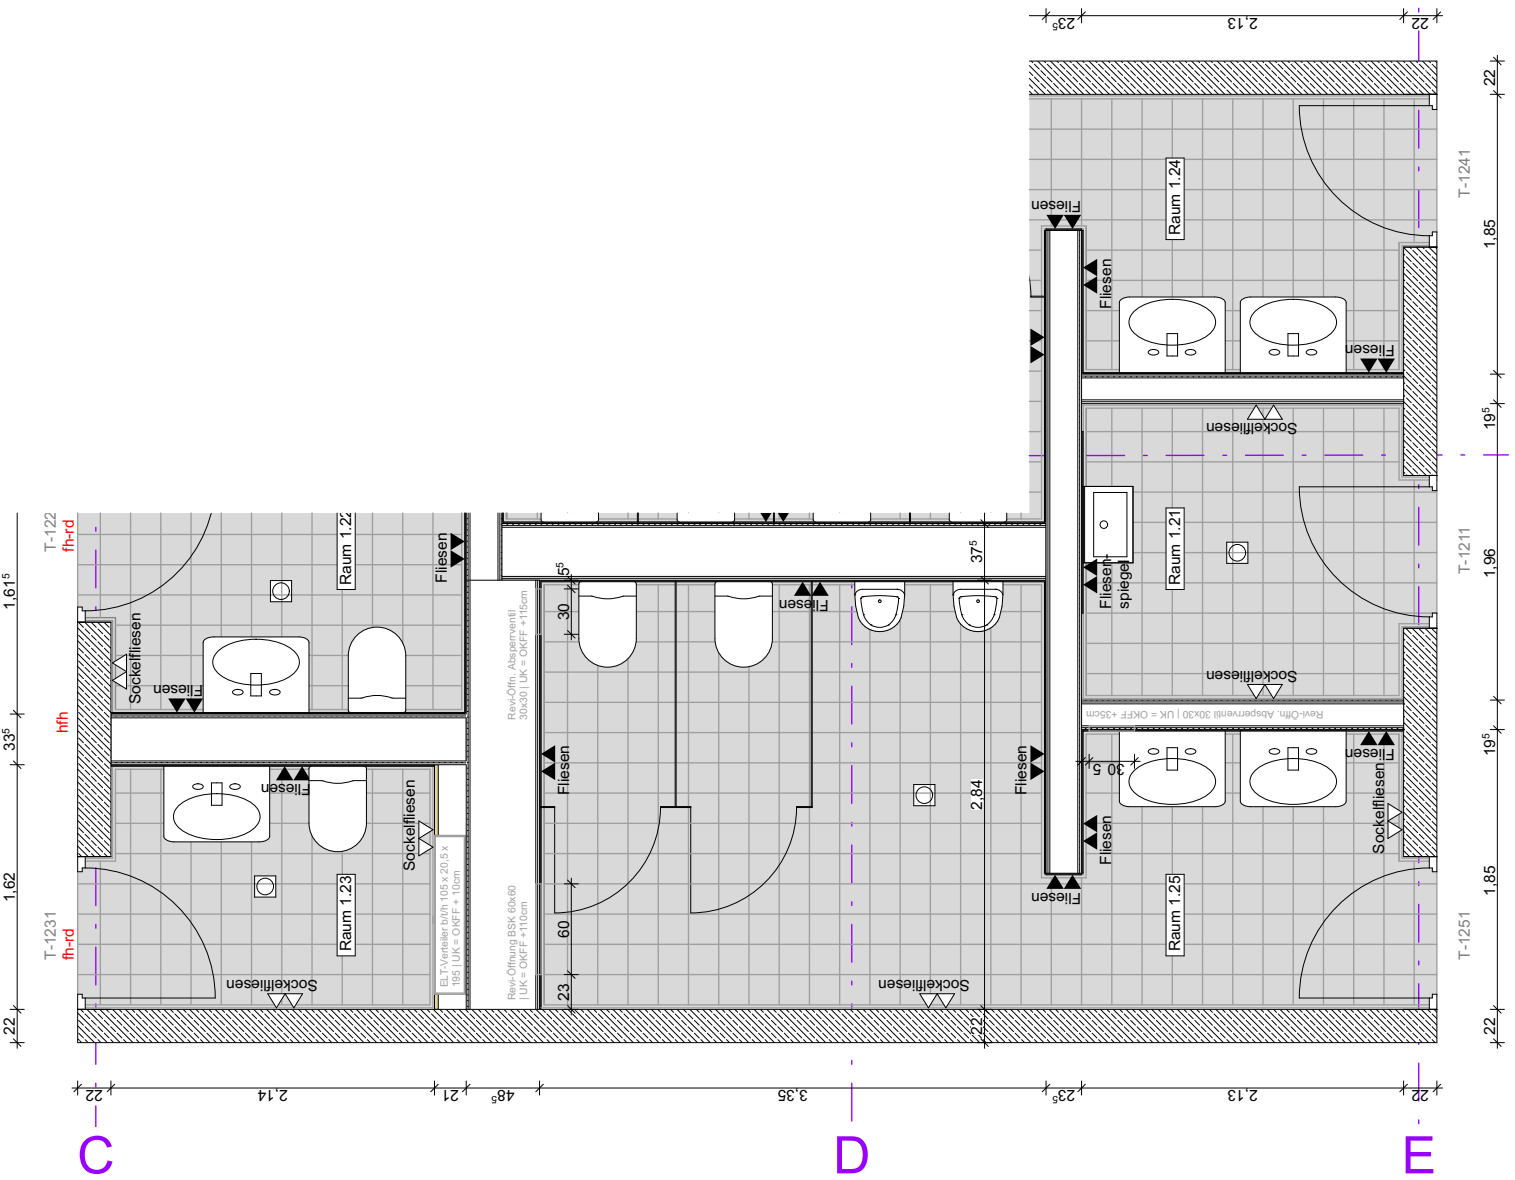 23⁵
2,13
22
22
T-1241
Raum 1.24
Fliesen
1,85
Fliesen
Fliesen
19⁵
Sockelfliesen
T-122
fh-rd
Raum 1.22
Fliesen
37⁵
5⁵
Raum 1.21
T-1211
1,96
Fliesen-
spiegel
1,61⁵
30
Fliesen
Revi-Öffn. Absperrventil
30x30 | UK = OKFF +115cm
Sockelfliesen
Fliesen
Sockelfliesen
hfh
33⁵
Revi-Öffn. Absperrventil 30x30 | UK = OKFF +35cm
19⁵
Fliesen
Fliesen
Fliesen
30
5
Fliesen
Sockelfliesen
2,84
Sockelfliesen
Fliesen
1,62
Raum 1.23
ELT-Verteiler b/t/h 105 x 20,5 x
195 | UK = OKFF + 10cm
Fliesen
Raum 1.25
1,85
T-1231
fh-rd
60
T-1251
Revi-Öffnung BSK 60x60
| UK = OKFF +110cm
Sockelfliesen
23
Sockelfliesen
22
22
22
22
2,14
21
48⁵
3,35
23⁵
2,13
22
C
D
E